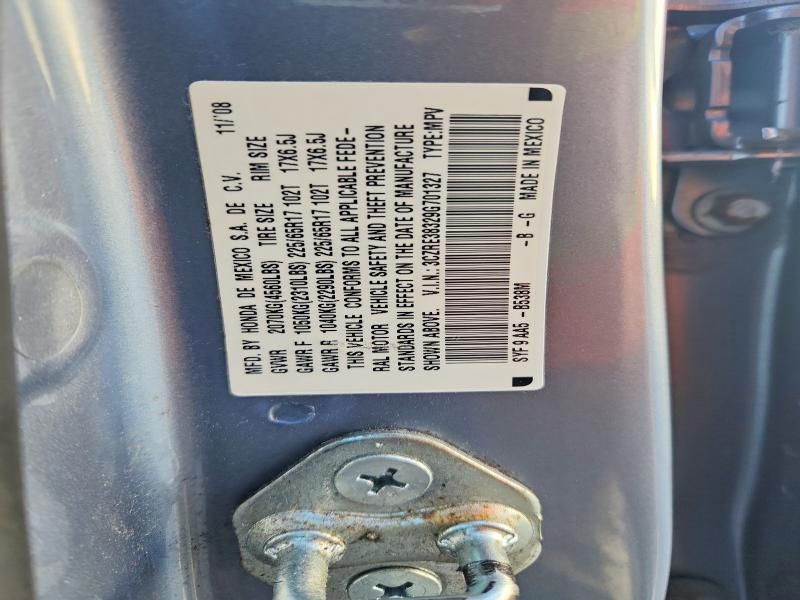 MFD. BY HONDA DE MEXICO S.A. DE C.V. 11/'08
GVWR 2070KG(4560LBS) TIRE SIZE RIM SIZE
GAWR F 1050KG(2310LBS) 225/65R17 102T 17X6.5J
GAWR R 1040KG(2290LBS) 225/65R17 102T 17X6.5J
THIS VEHICLE CONFORMS TO ALL APPLICABLE FEDE-
RAL MOTOR VEHICLE SAFETY AND THEFT PREVENTION
STANDARDS IN EFFECT ON THE DATE OF MANUFACTURE
SHOWN ABOVE. V.I.N.: 3CZRE38329G701327 TYPE:MPV
SYF 9 AA5 -B538M -B -G MADE IN MEXICO